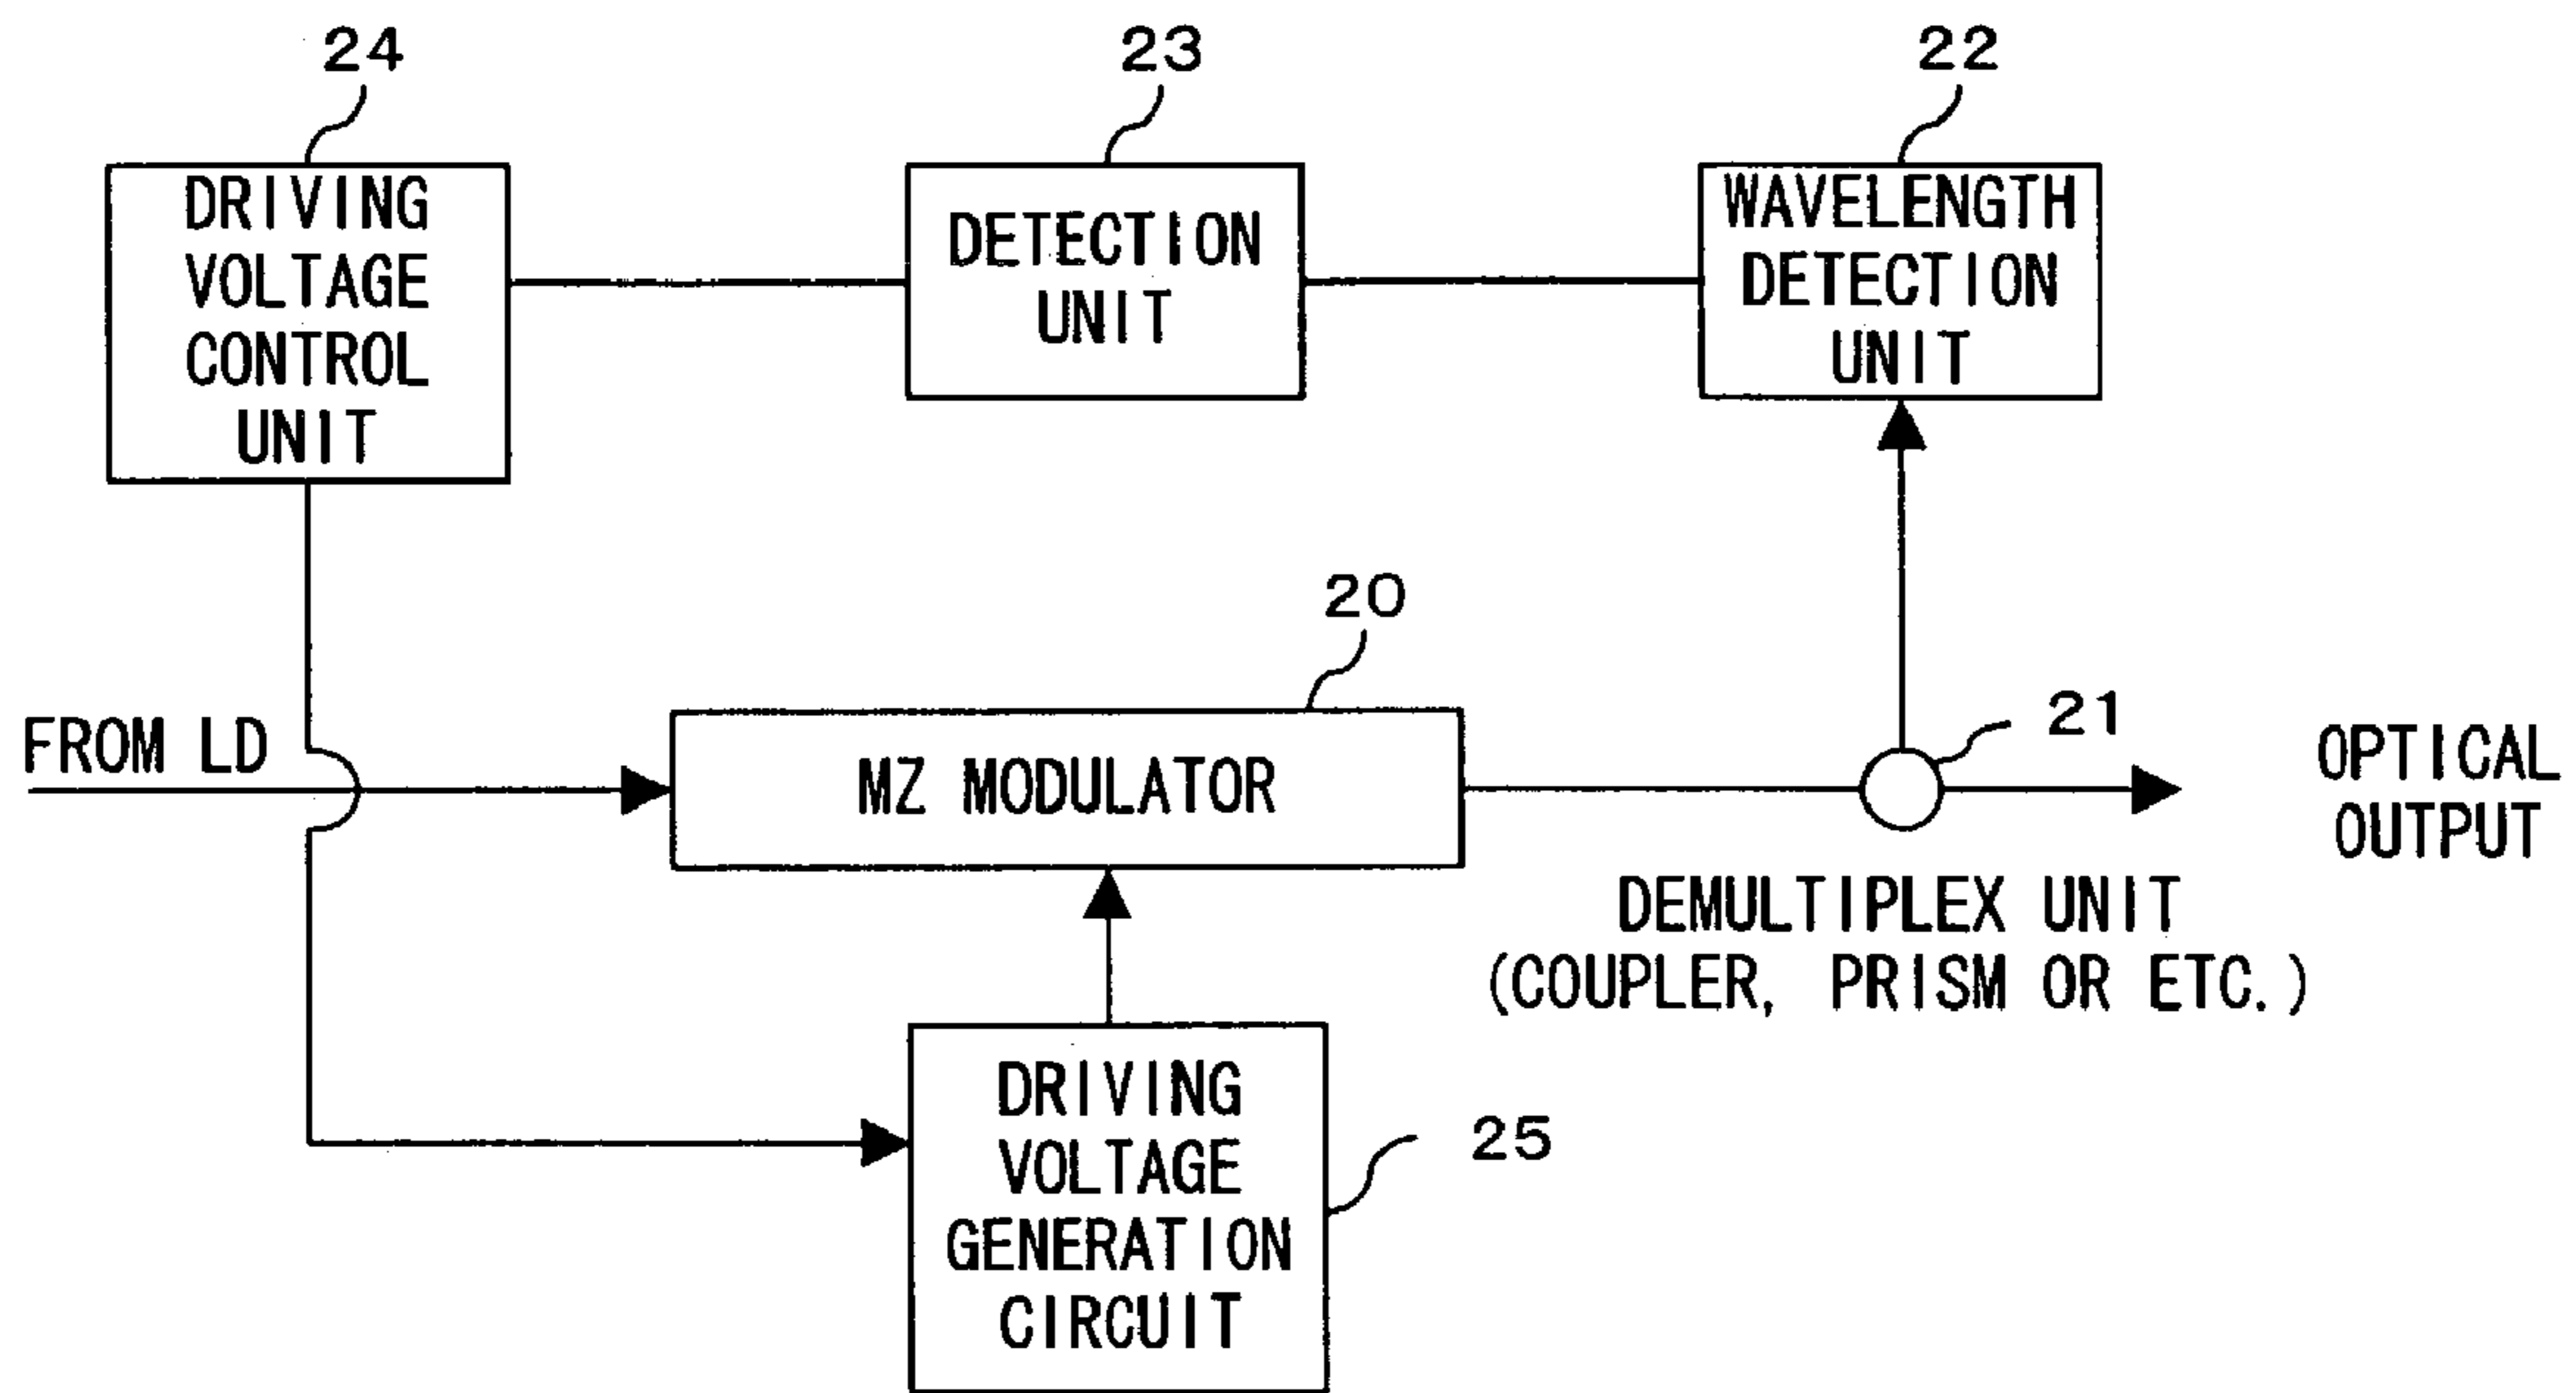 24
23
22
DRIVING
VOLTAGE
CONTROL
UNIT
DETECTION
UNIT
WAVELENGTH
DETECTION
UNIT
20
FROM LD
MZ MODULATOR
21
OPTICAL
OUTPUT
DEMULTIPLEX UNIT
(COUPLER, PRISM OR ETC.)
DRIVING
VOLTAGE
GENERATION
CIRCUIT
25